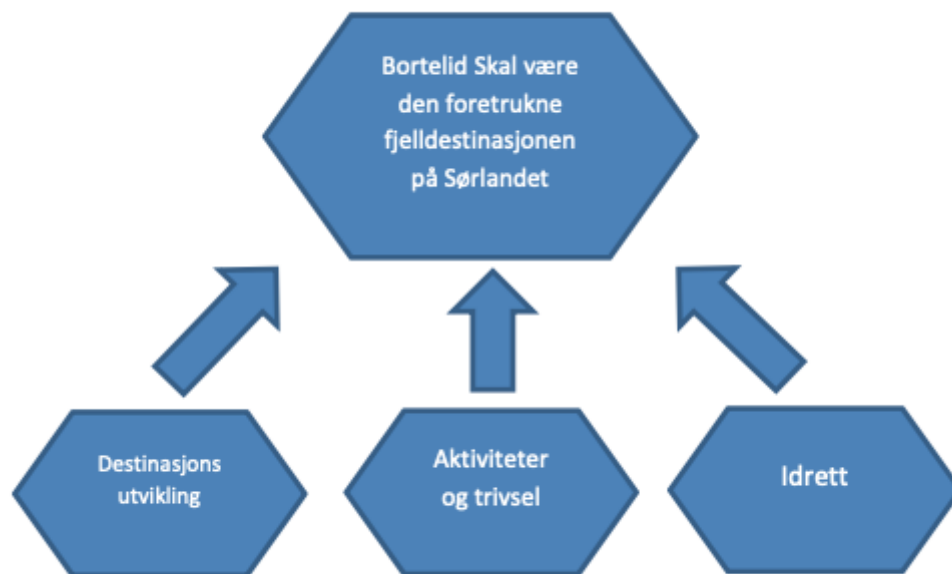 Bortelid Skal være
den foretrukne
fjelldestinasjonen
på Sørlandet
Destinasjons
utvikling
Aktiviteter
og trivsel
Idrett